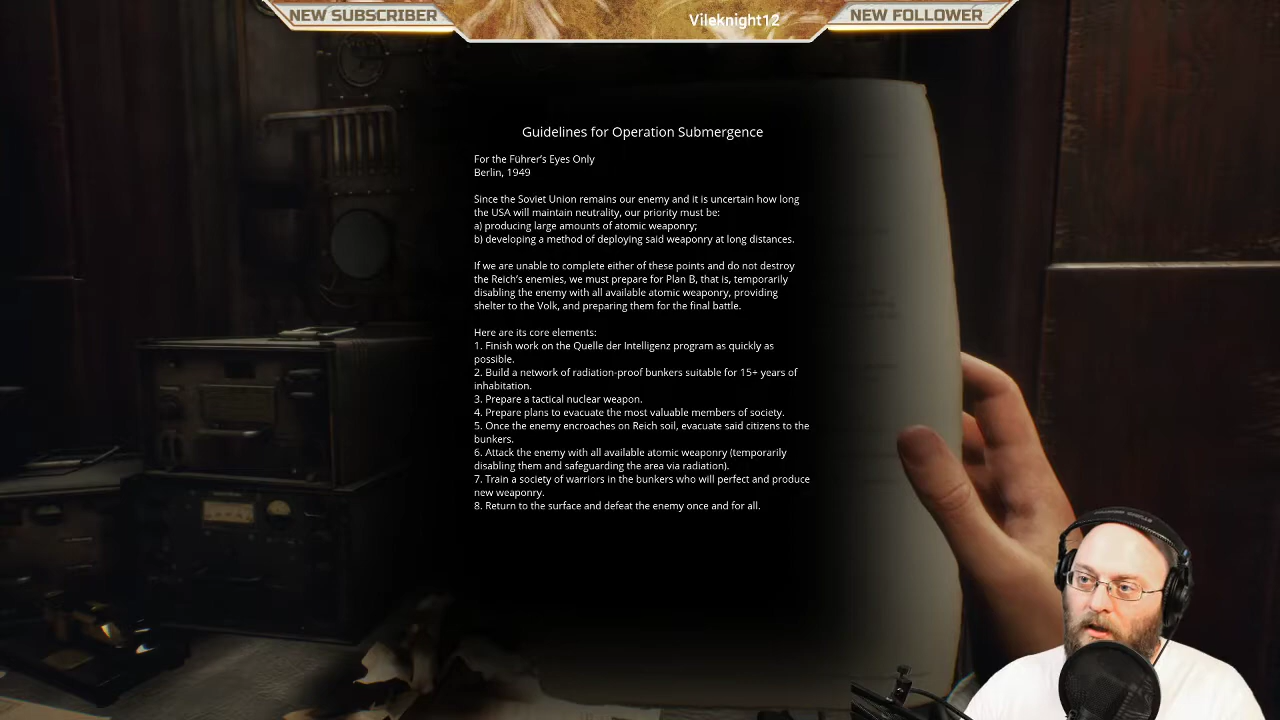 NEW SUBSCRIBER
Vileknight12
NEW FOLLOWER
Guidelines for Operation Submergence
For the Führer's Eyes Only
Berlin, 1949
Since the Soviet Union remains our enemy and it is uncertain how long
the USA will maintain neutrality, our priority must be:
a) producing large amounts of atomic weaponry;
b) developing a method of deploying said weaponry at long distances.
If we are unable to complete either of these points and do not destroy
the Reich's enemies, we must prepare for Plan B, that is, temporarily
disabling the enemy with all available atomic weaponry, providing
shelter to the Volk, and preparing them for the final battle.
Here are its core elements:
1. Finish work on the Quelle der Intelligenz program as quickly as
possible.
2. Build a network of radiation-proof bunkers suitable for 15+ years of
inhabitation.
3. Prepare a tactical nuclear weapon.
4. Prepare plans to evacuate the most valuable members of society.
5. Once the enemy encroaches on Reich soil, evacuate said citizens to the
bunkers.
6. Attack the enemy with all available atomic weaponry (temporarily
disabling them and safeguarding the area via radiation).
7. Train a society of warriors in the bunkers who will perfect and produce
new weaponry.
8. Return to the surface and defeat the enemy once and for all.